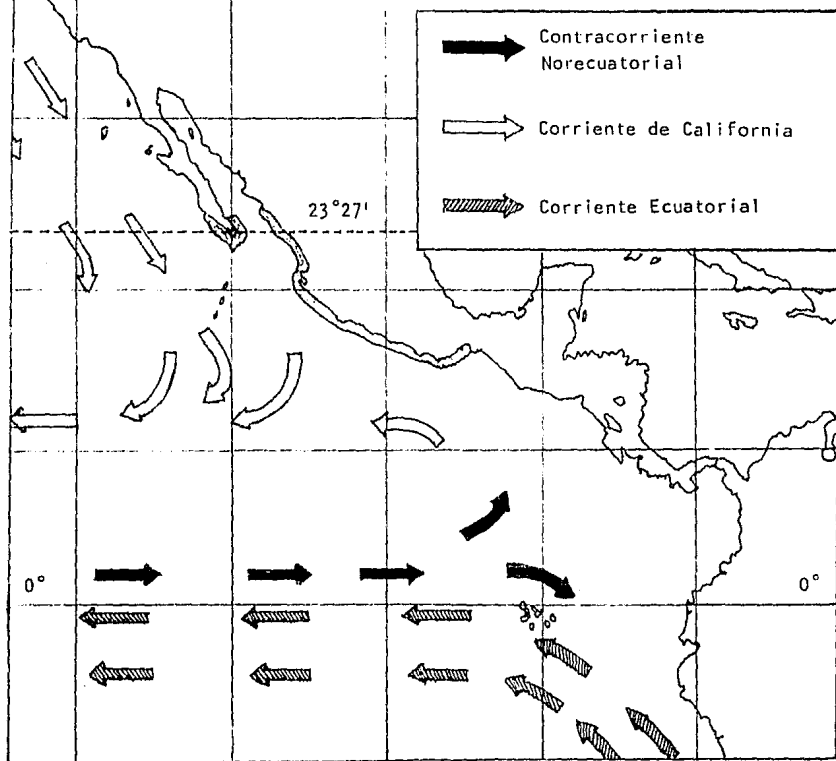 Contracorriente
Norecuatorial
Corriente de California
23°27'
Corriente Ecuatorial
0°
0°